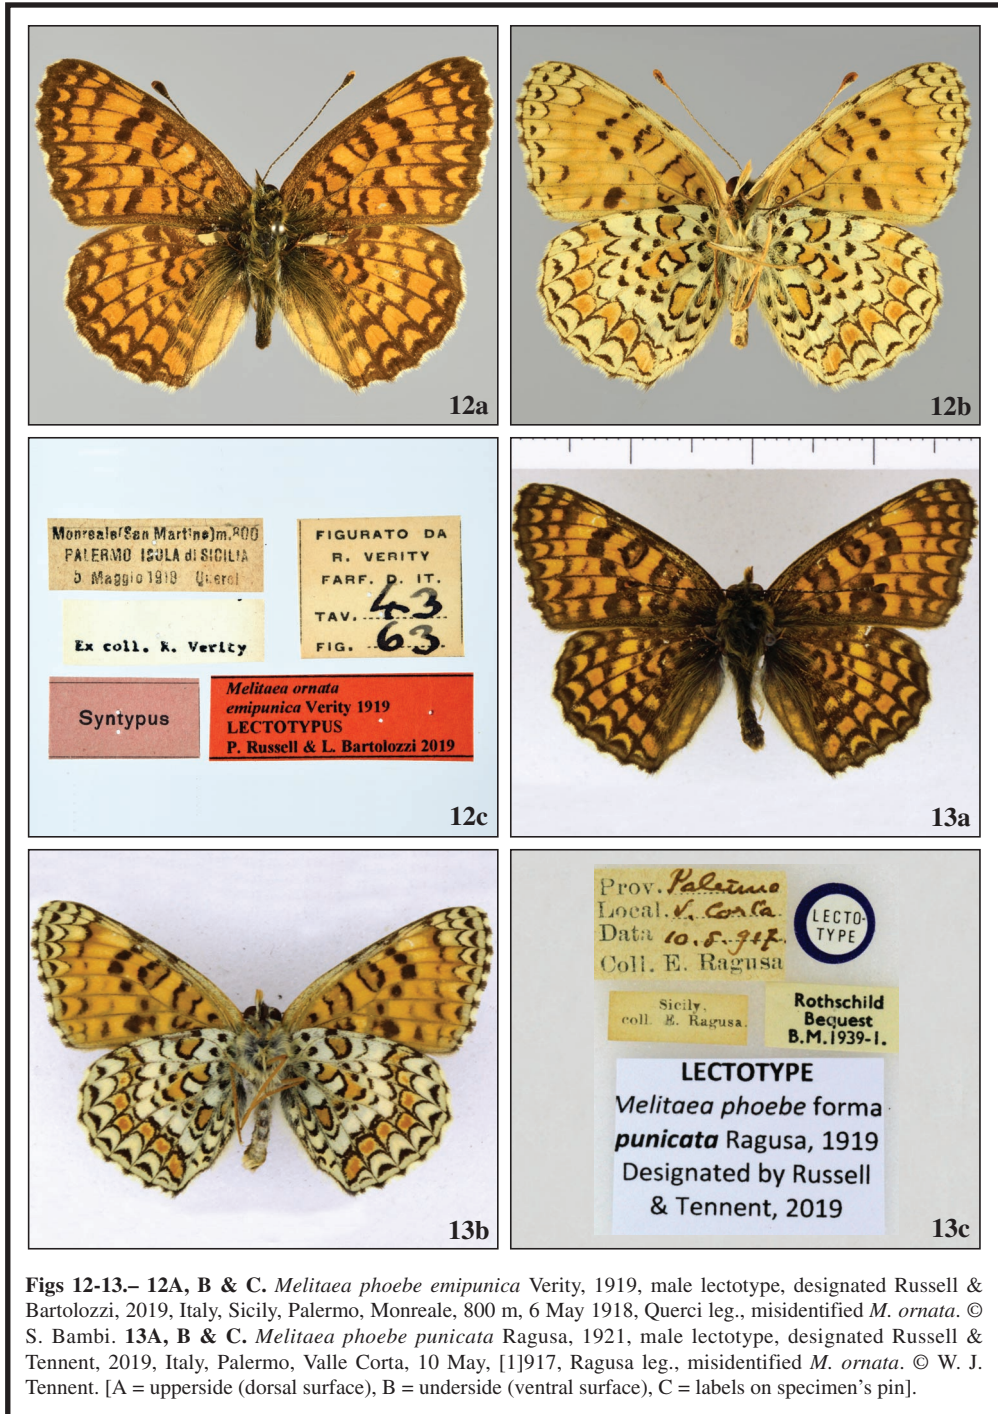 12a
12b
Monreale(San Martino)m.800
PALERMO ISOLA di SICILIA
Maggio Querci
Ex coll. R. Verity
FIGURATO DA
R. VERITY
FARF. D. IT.
TAV. 43
FIG. 63
Syntypus
Melitaea ornata
emipunica Verity 1919
LECTOTYPUS
P. Russell & L. Bartolozzi 2019
12c
13a
13b
Prov. Palermo
Local. V. Corta
Data 10.5.917.
Coll. E. Ragusa
LECTO-
TYPE
Sicily,
coll. E. Ragusa.
Rothschild
Bequest
B.M.1939-1.
LECTOTYPE
Melitaea phoebe forma
punicata Ragusa, 1919
Designated by Russell
& Tennent, 2019
13c
Figs 12-13.– 12A, B & C. Melitaea phoebe emipunica Verity, 1919, male lectotype, designated Russell &
Bartolozzi, 2019, Italy, Sicily, Palermo, Monreale, 800 m, 6 May 1918, Querci leg., misidentified M. ornata. ©
S. Bambi. 13A, B & C. Melitaea phoebe punicata Ragusa, 1921, male lectotype, designated Russell &
Tennent, 2019, Italy, Palermo, Valle Corta, 10 May, [1]917, Ragusa leg., misidentified M. ornata. © W. J.
Tennent. [A = upperside (dorsal surface), B = underside (ventral surface), C = labels on specimen's pin].